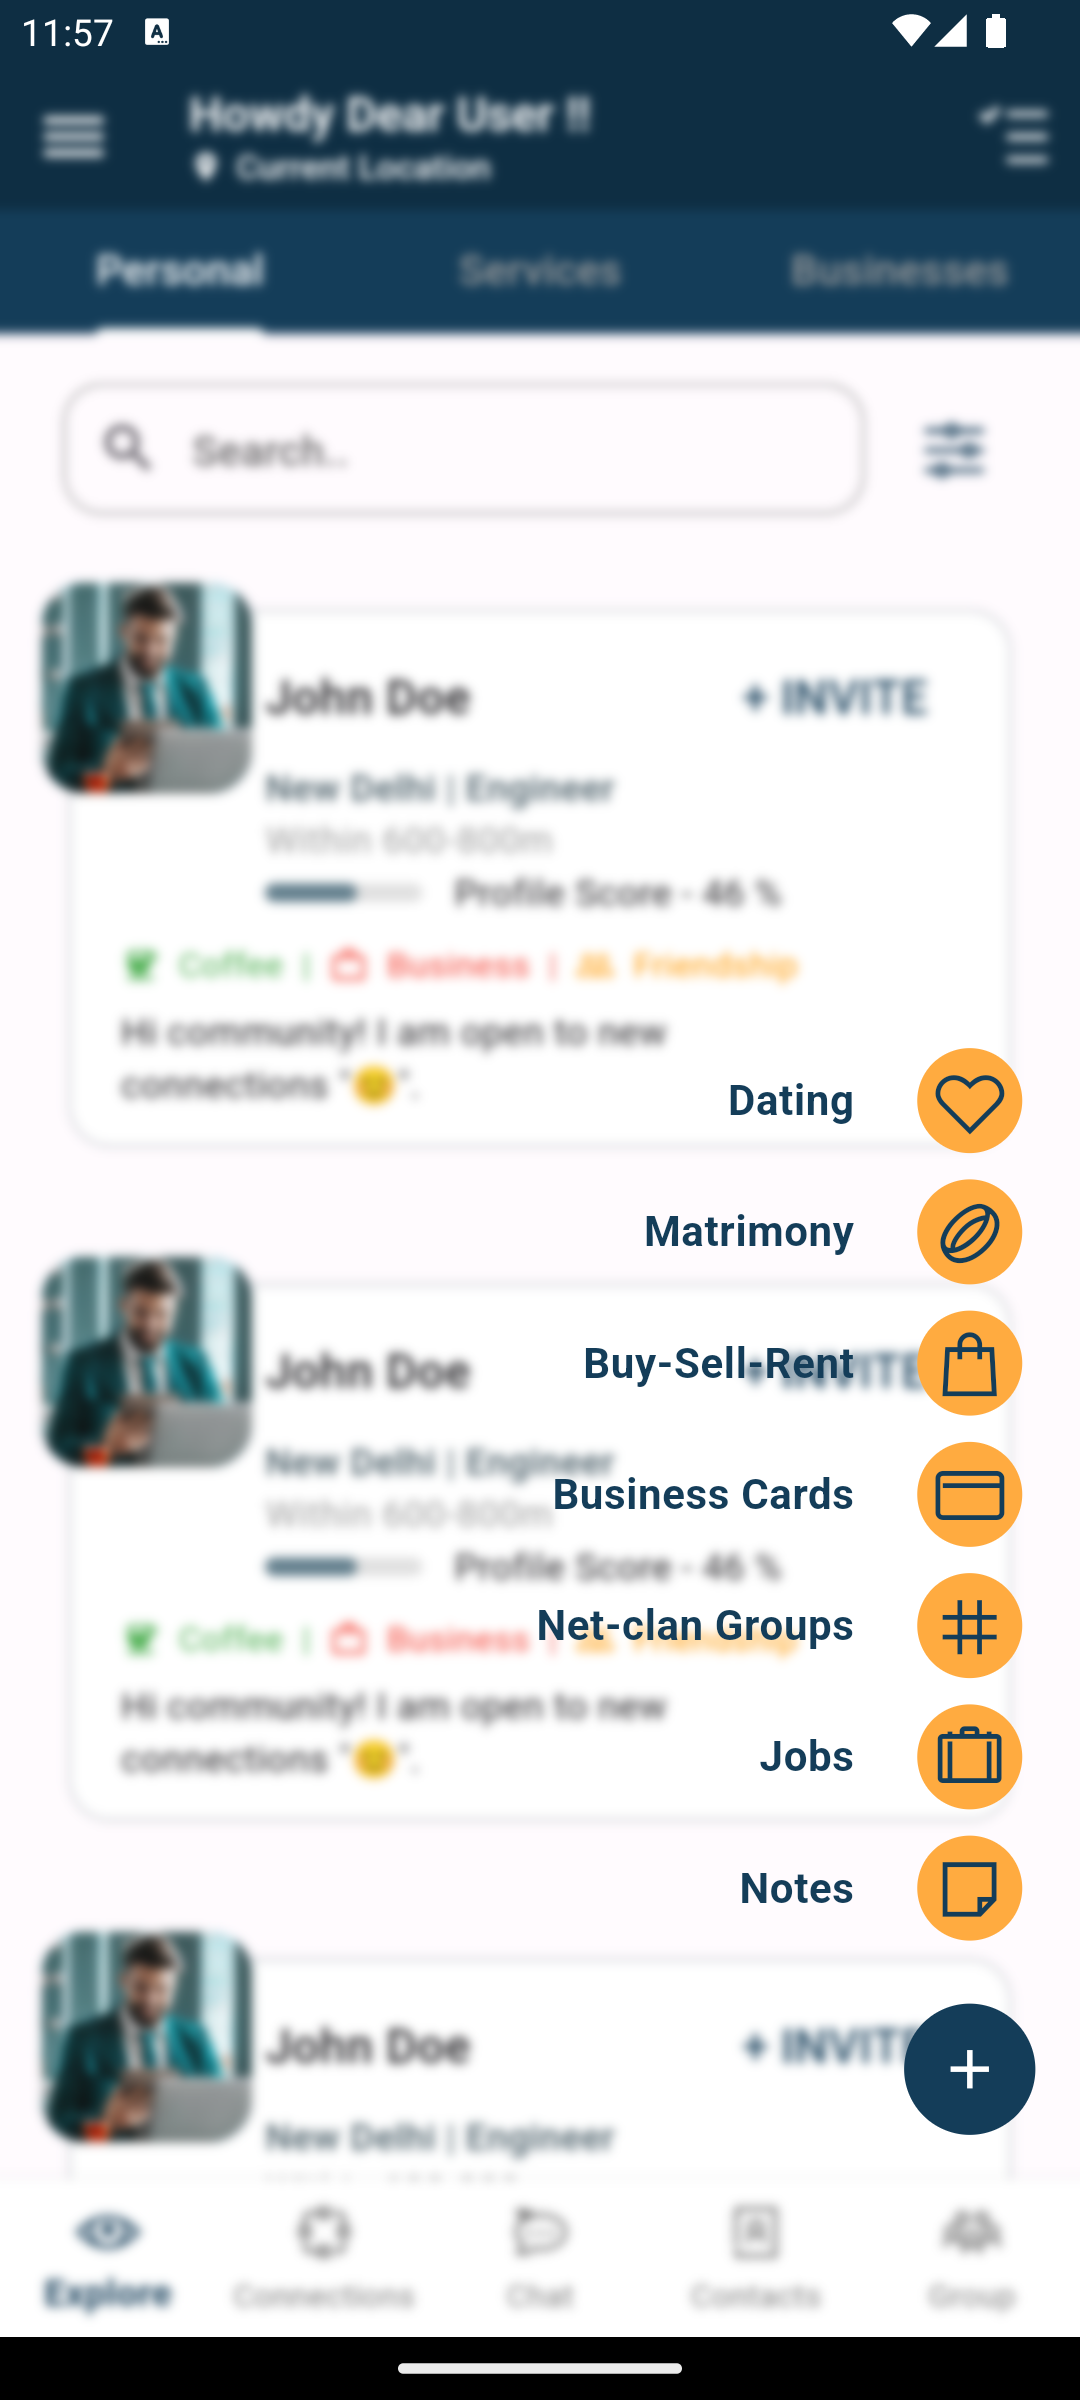 11:57
Howdy Dear User !!
Current Location
Personal Services Businesses
Search..
John Doe + INVITE
New Delhi | Engineer
Within 600-800m
Profile Score - 46 %
Coffee | Business | Friendship
Hi community! I am open to new
connections "😊".
Dating
Matrimony
John Doe + INVITE
Buy-Sell-Rent
New Delhi | Engineer
Business Cards
Within 600-800m
Profile Score - 46 %
Net-clan Groups
Coffee | Business | Friendship
Hi community! I am open to new
connections "😊".
Jobs
Notes
John Doe + INVITE
New Delhi | Engineer
Explore Connections Chat Contacts Group